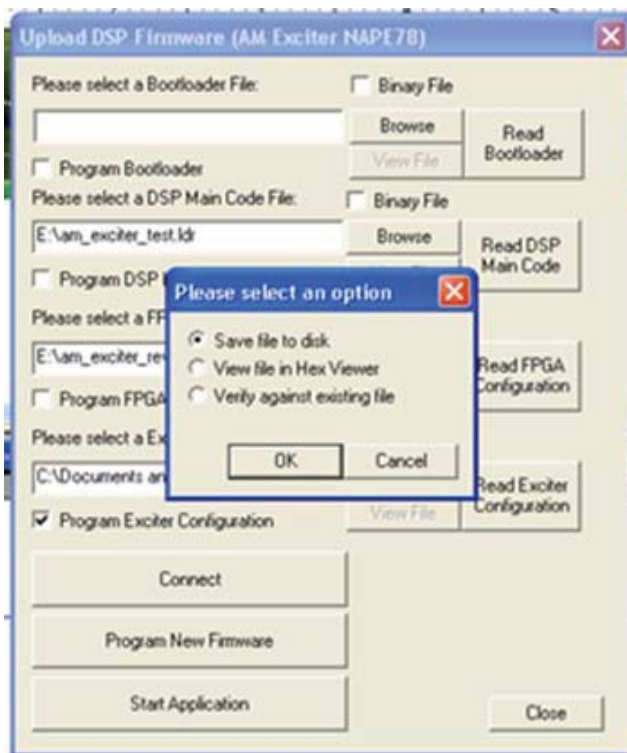 Upload DSP Firmware (AM Exciter NAPE78)
Please select a Bootloader File:
Binary File
Browse
Read
Bootloader
View File
Program Bootloader
Please select a DSP Main Code File:
Binary File
E:\am_exciter_test.ldr
Browse
Read DSP
Main Code
Program DSP
Please select an option
Please select a FF
Save file to disk
View file in Hex Viewer
Verify against existing file
E:\am_exciter_re
Read FPGA
Configuration
Program FPGA
Please select a Ex
OK
Cancel
C:\Documents an
Read Exciter
Configuration
View File
Program Exciter Configuration
Connect
Program New Firmware
Start Application
Close